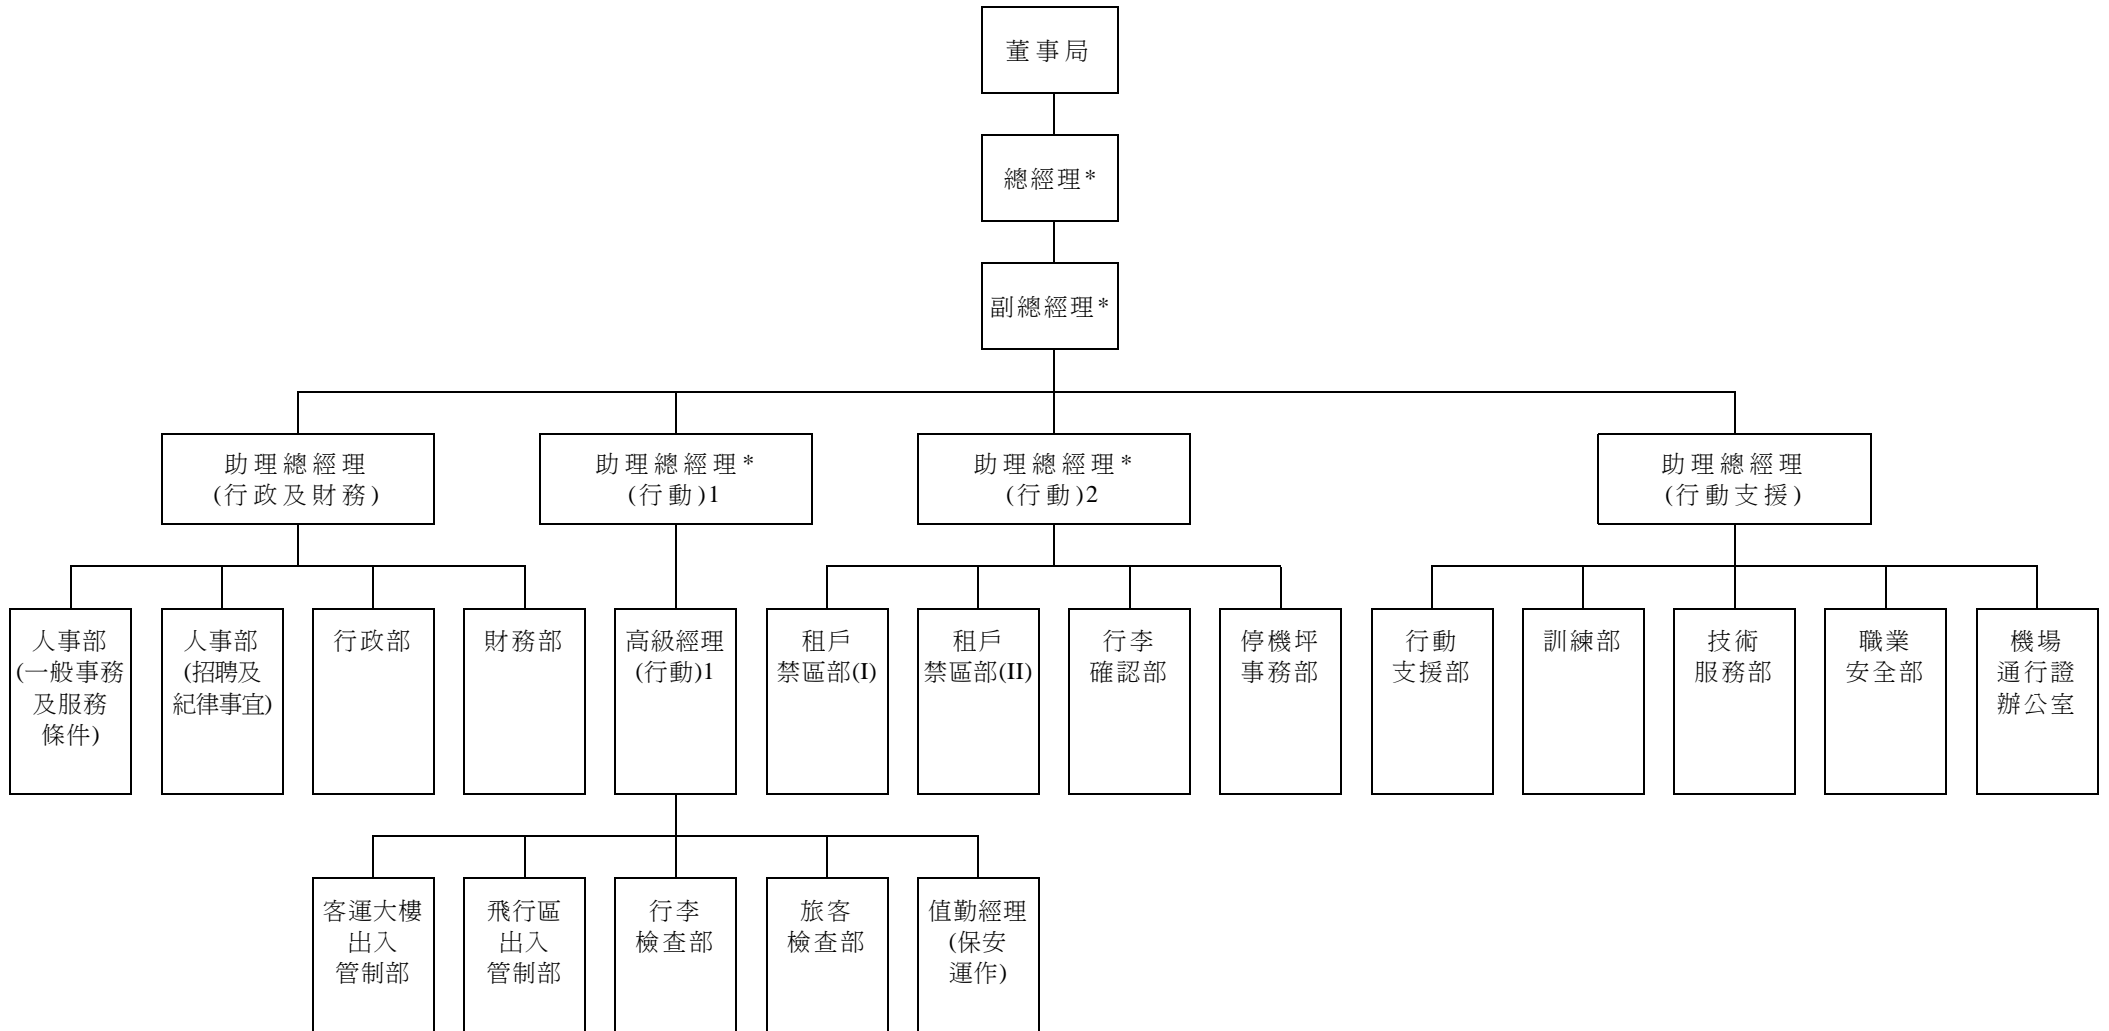 董事局
總經理*
副總經理*
助理總經理
(行政及財務)
助理總經理*
(行動)1
助理總經理*
(行動)2
助理總經理
(行動支援)
人事部
(一般事務
及服務
條件)
人事部
(招聘及
紀律事宜)
行政部
財務部
高級經理
(行動)1
租戶
禁區部(I)
租戶
禁區部(II)
行李
確認部
停機坪
事務部
行動
支援部
訓練部
技術
服務部
職業
安全部
機場
通行證
辦公室
客運大樓
出入
管制部
飛行區
出入
管制部
行李
檢查部
旅客
檢查部
值勤經理
(保安
運作)